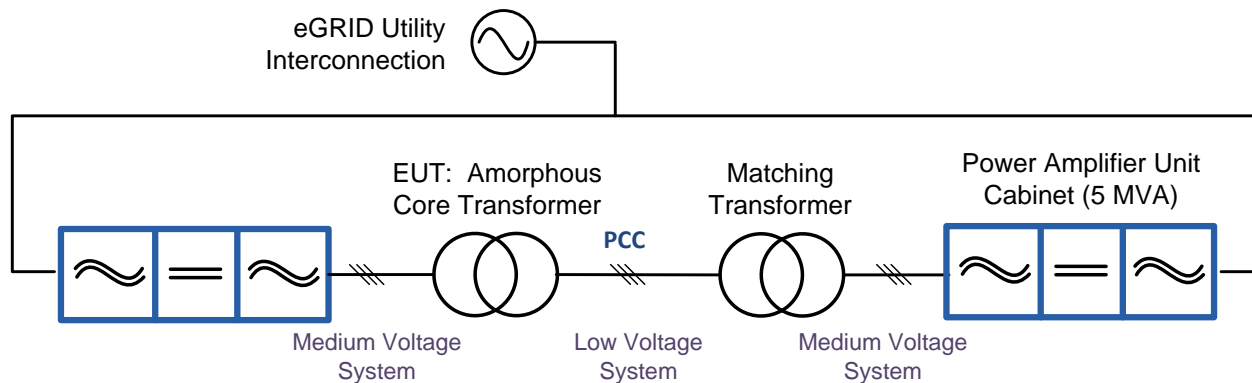 eGRID Utility
Interconnection
EUT:  Amorphous
Core Transformer
Matching
Transformer
Power Amplifier Unit
Cabinet (5 MVA)
PCC
Medium Voltage
System
Low Voltage
System
Medium Voltage
System